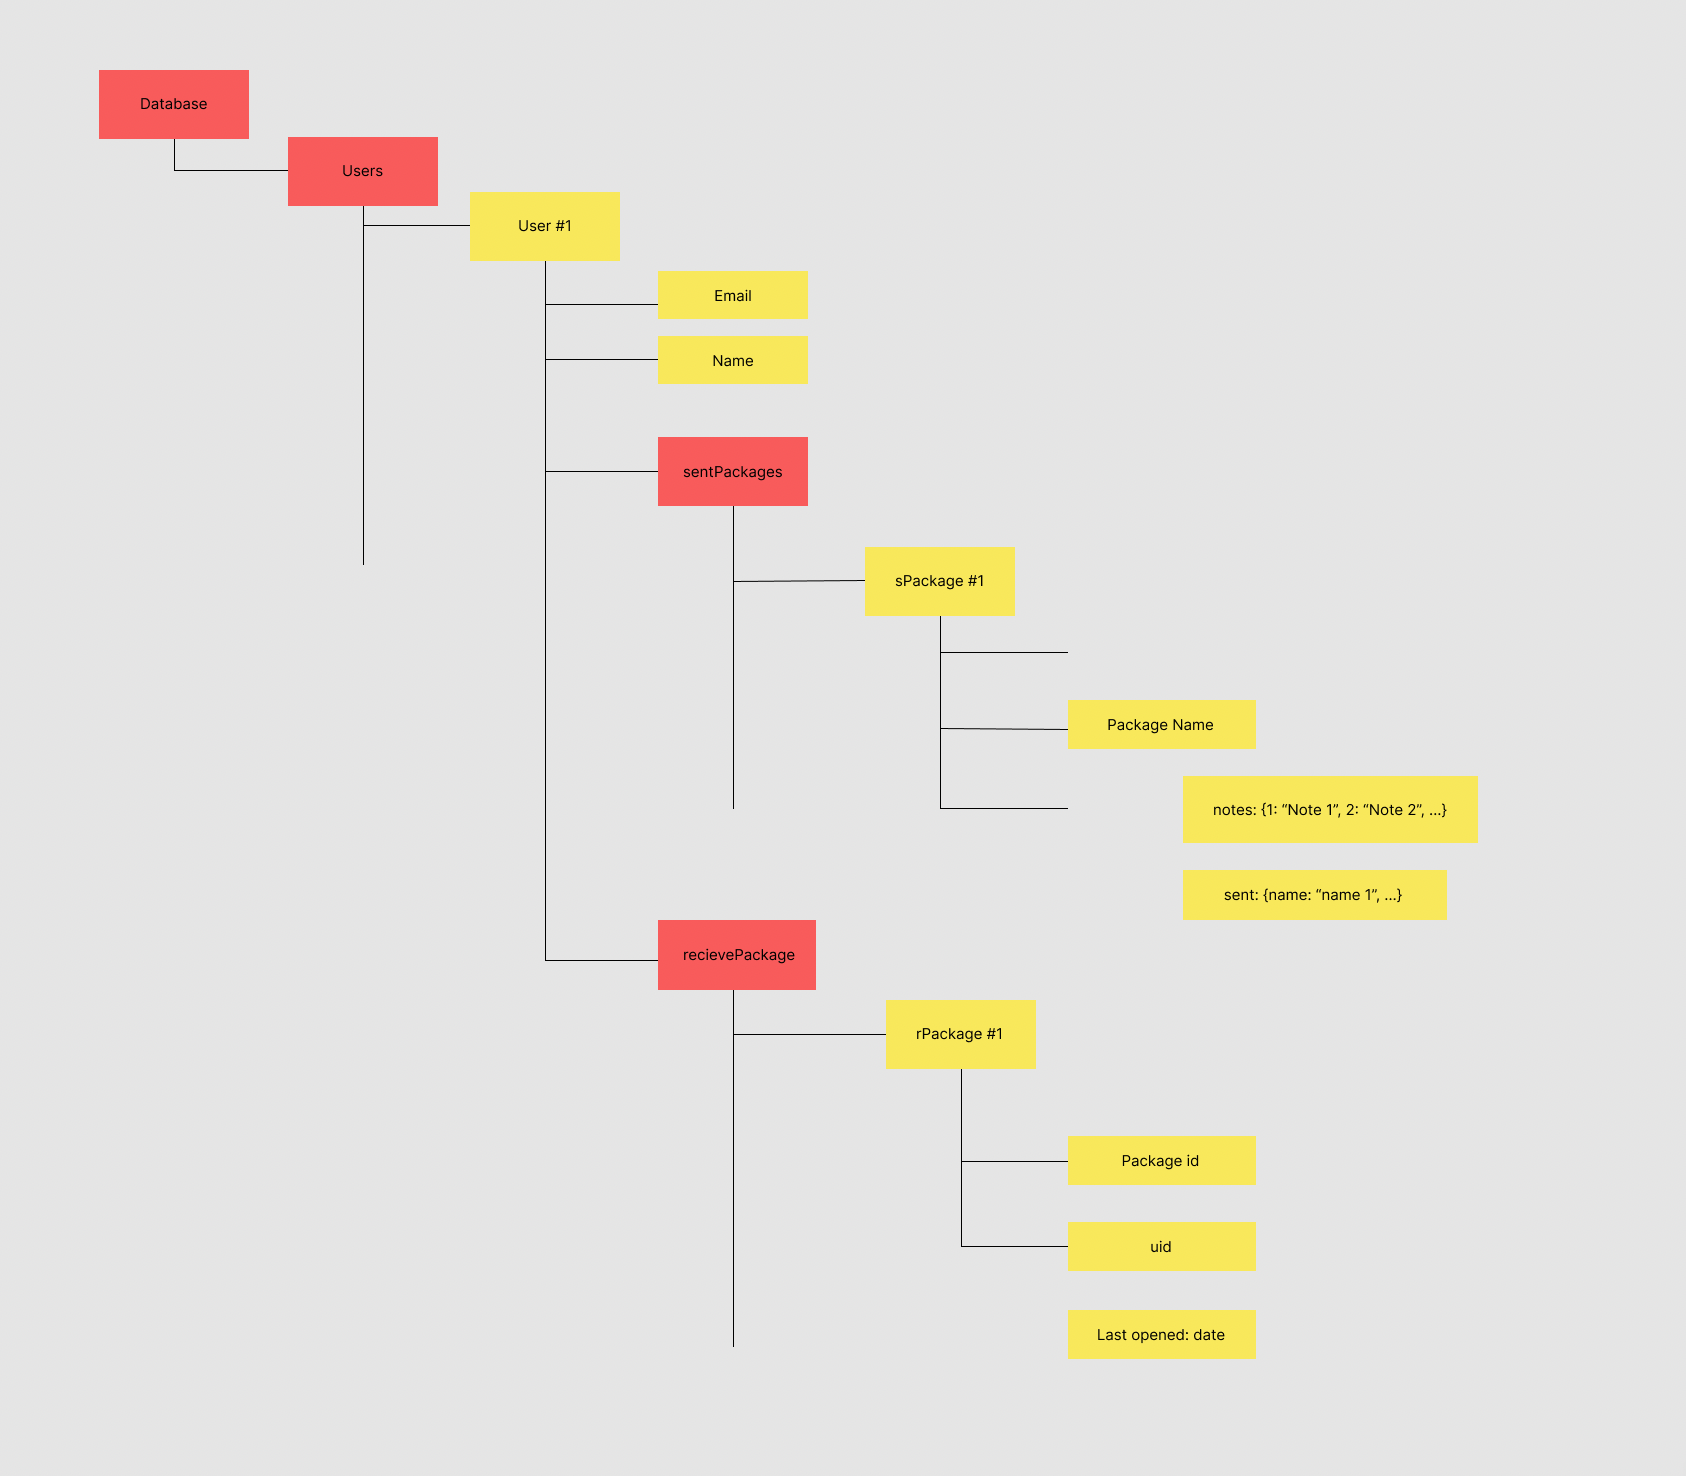 Database
Users
User #1
Email
Name
sentPackages
sPackage #1
Package Name
notes: {1: “Note 1”, 2: “Note 2”, ...}
sent: {name: “name 1”, ...}
recievePackage
rPackage #1
Package id
uid
Last opened: date